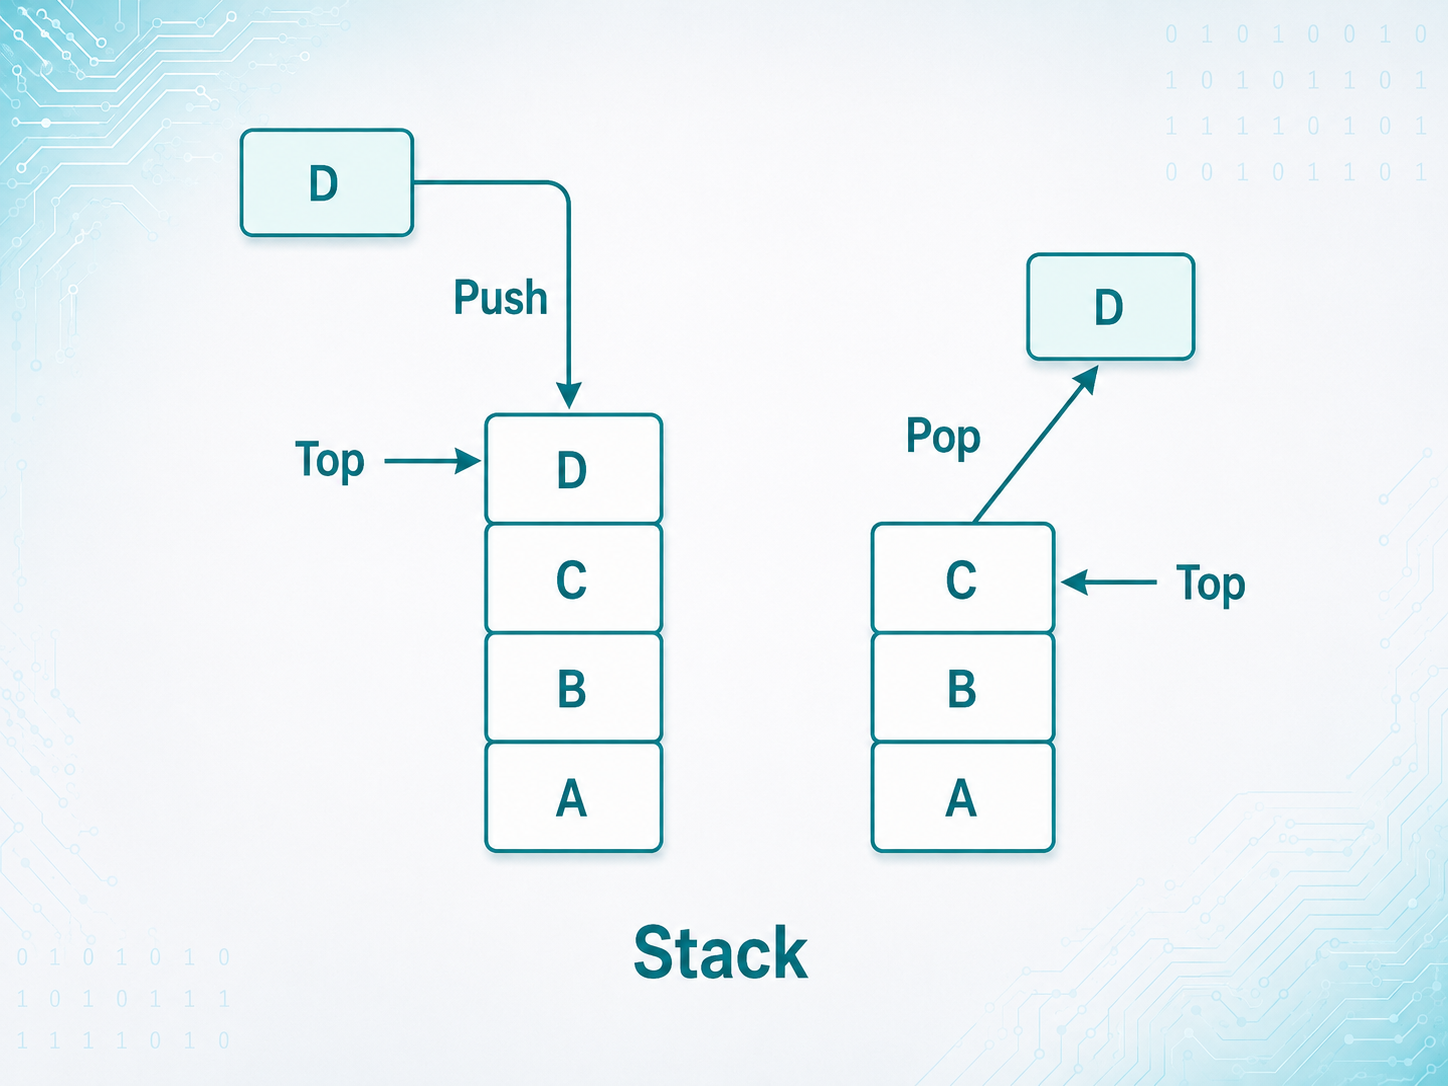 0 1 0 1 0 0 1 0
1 0 1 0 1 1 0 1
1 1 1 1 0 1 0 1
0 0 1 0 1 1 0 1
D
Push
D
Top
D
Pop
C
C
Top
B
B
A
A
Stack
0 1 0 1 0 1 0
1 0 1 0 1 1 1
1 1 1 1 0 1 0